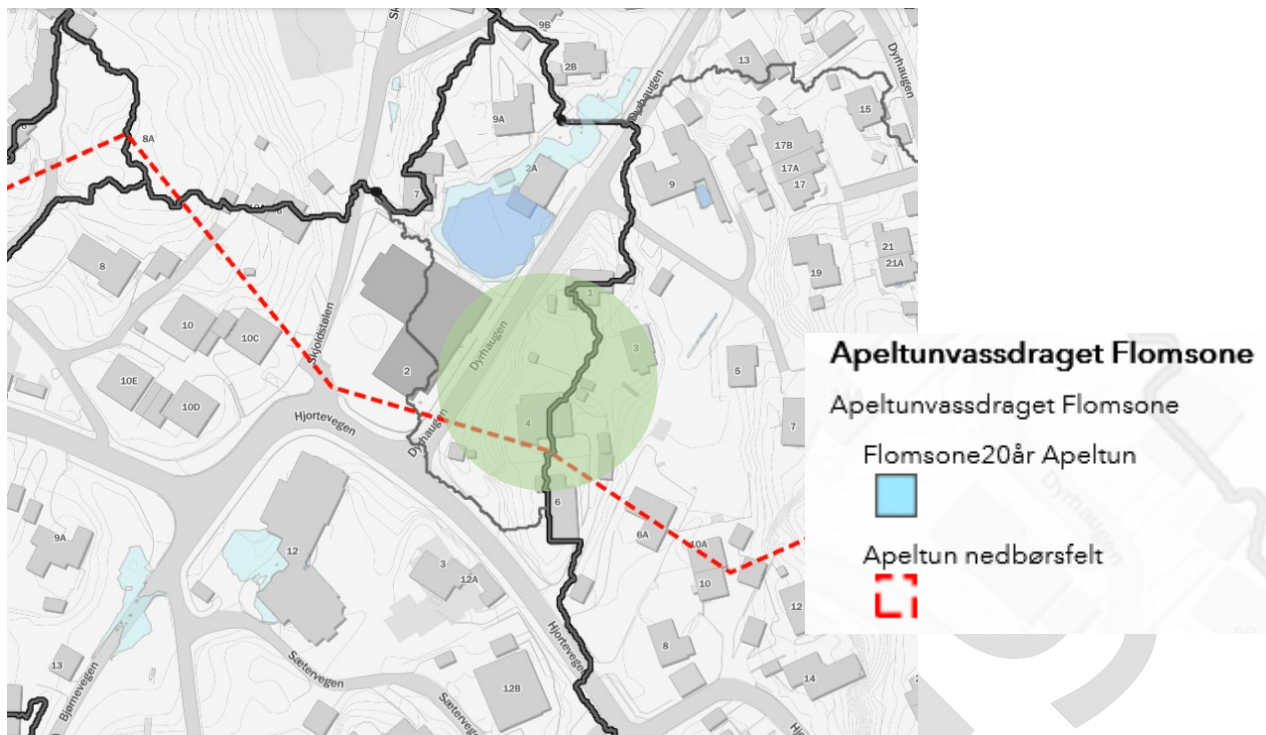 9B
2B
Dyrhaugen
13
Dyrhaugen
15
9A
8A
17B
17A
17
2A
9
7
8
21
21A
19
1
10
10C
Skjoldstølen
Dyrhaugen
3
5
2
10E
10D
4
7
Hjortevegen
Dyrhaugen
6
6A
10A
9A
12
3
12A
10
12
Hjortevegen
8
13
Sætervegen
14
Bjørnevegen
12B
Sætervegen
Apeltunvassdraget Flomsone
Apeltunvassdraget Flomsone
Flomsone20år Apeltun
Apeltun nedbørsfelt